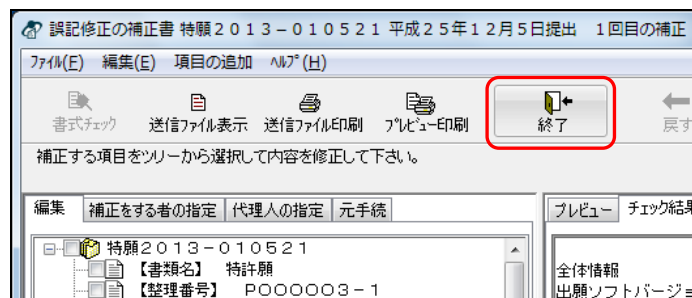 誤記修正の補正書 特願２０１３－０１０５２１ 平成２５年１２月５日提出 1回目の補正
ﾌｧｲﾙ(F) 編集(E) 項目の追加 ﾍﾙﾌﾟ(H)
書式ﾁｪｯｸ 送信ﾌｧｲﾙ表示 送信ﾌｧｲﾙ印刷 ﾌﾟﾚﾋﾞｭｰ印刷 終了 戻す
補正する項目をツリーから選択して内容を修正して下さい。
編集 補正をする者の指定 代理人の指定 元手続 プレビュー チェック結果
特願２０１３－０１０５２１
【書類名】 特許願 全体情報
【整理番号】 Ｐ０００００３－１ 出願ソフトバージョ